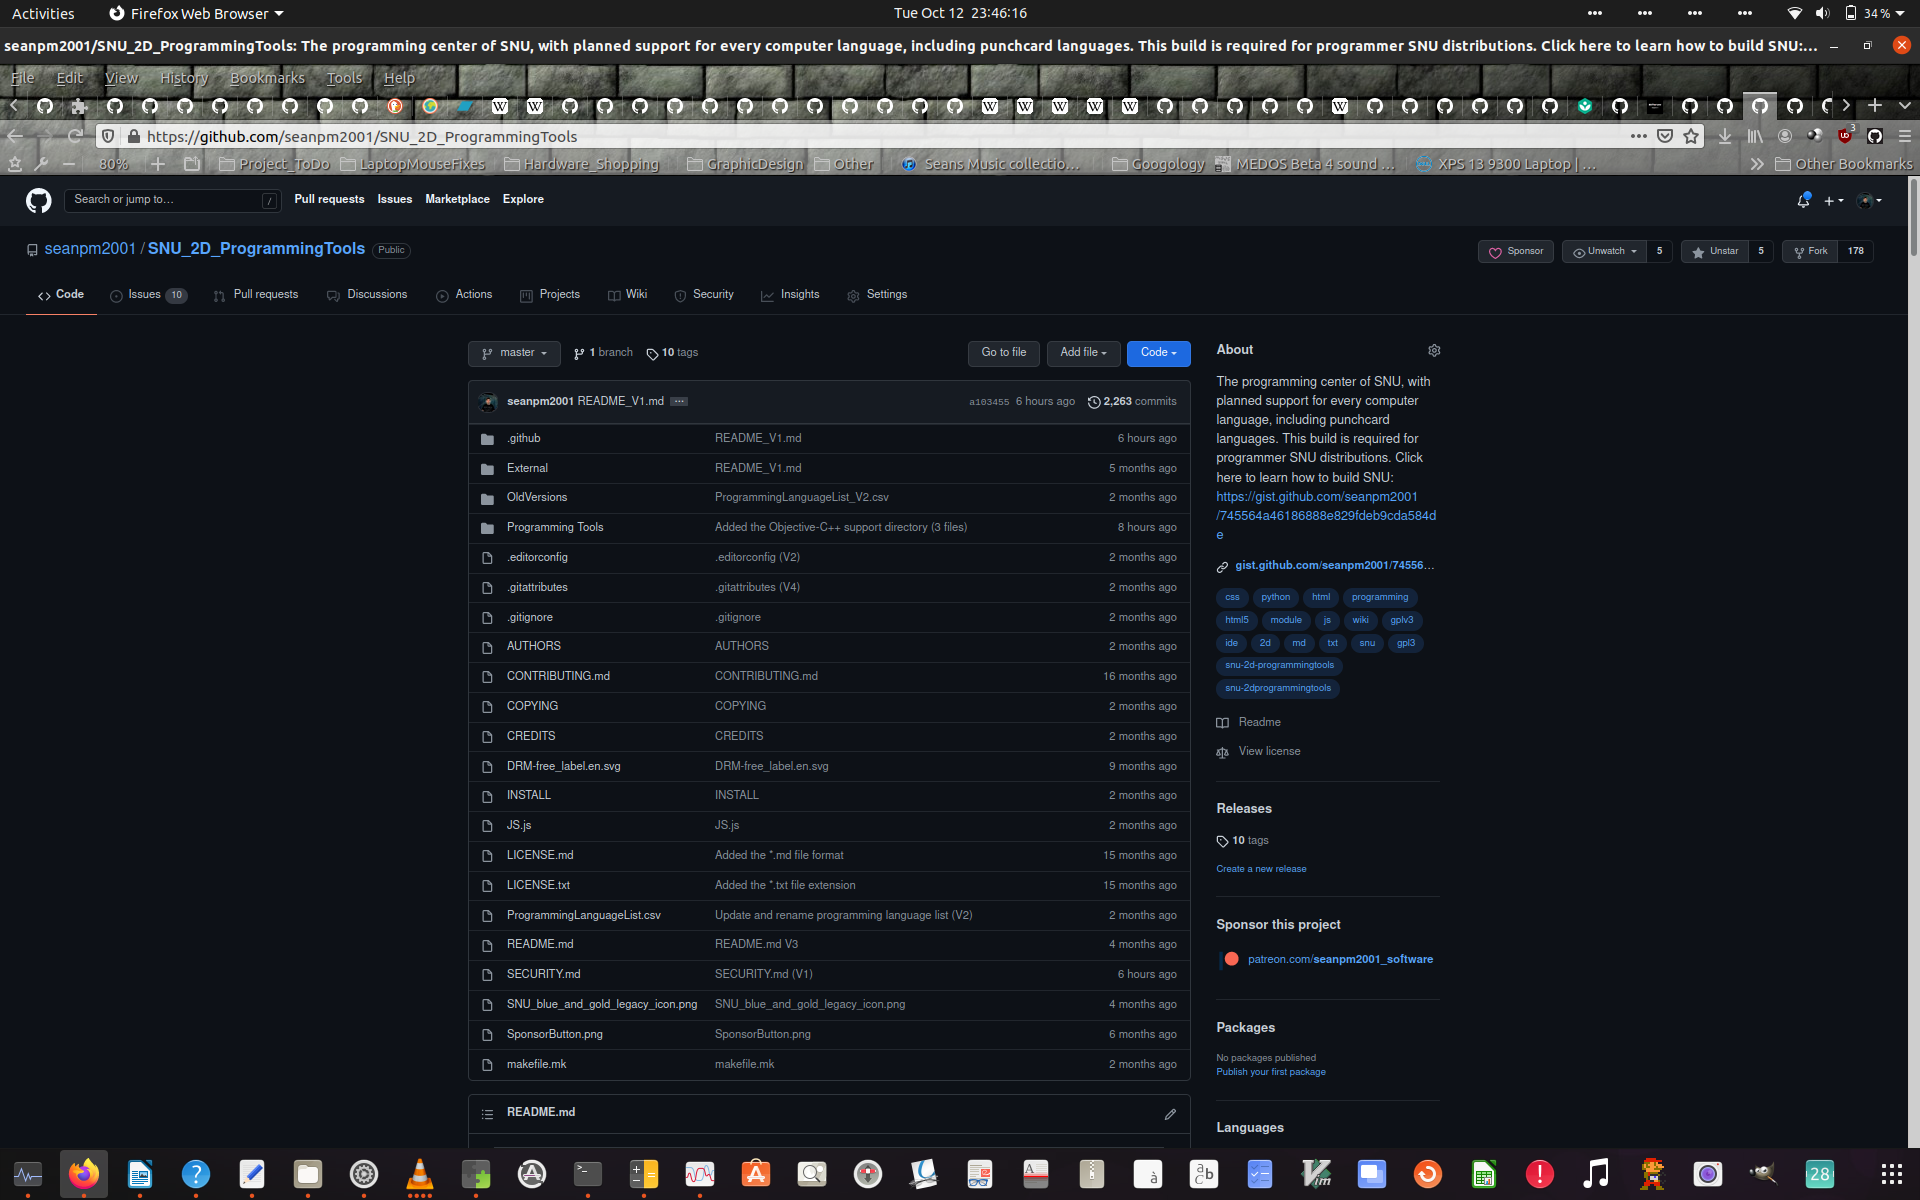 Activities Firefox Web Browser Tue Oct 12 23:46:16 34 %
seanpm2001/SNU_2D_ProgrammingTools: The programming center of SNU, with planned support for every computer language, including punchcard languages. This build is required for programmer SNU distributions. Click here to learn how to build SNU:...
File Edit View History Bookmarks Tools Help
https://github.com/seanpm2001/SNU_2D_ProgrammingTools 3
80% Project_ToDo LaptopMouseFixes Hardware_Shopping GraphicDesign Other Seans Music collectio... Googology MEDOS Beta 4 sound ... XPS 13 9300 Laptop | ... Other Bookmarks
Search or jump to... / Pull requests Issues Marketplace Explore
seanpm2001 / SNU_2D_ProgrammingTools Public Sponsor Unwatch 5 Unstar 5 Fork 178
Code Issues 10 Pull requests Discussions Actions Projects Wiki Security Insights Settings
master 1 branch 10 tags Go to file Add file Code
seanpm2001 README_V1.md ... a103455 6 hours ago 2,263 commits
.github README_V1.md 6 hours ago
External README_V1.md 5 months ago
OldVersions ProgrammingLanguageList_V2.csv 2 months ago
Programming Tools Added the Objective-C++ support directory (3 files) 8 hours ago
.editorconfig .editorconfig (V2) 2 months ago
.gitattributes .gitattributes (V4) 2 months ago
.gitignore .gitignore 2 months ago
AUTHORS AUTHORS 2 months ago
CONTRIBUTING.md CONTRIBUTING.md 16 months ago
COPYING COPYING 2 months ago
CREDITS CREDITS 2 months ago
DRM-free_label.en.svg DRM-free_label.en.svg 9 months ago
INSTALL INSTALL 2 months ago
JS.js JS.js 2 months ago
LICENSE.md Added the *.md file format 15 months ago
LICENSE.txt Added the *.txt file extension 15 months ago
ProgrammingLanguageList.csv Update and rename programming language list (V2) 2 months ago
README.md README.md V3 4 months ago
SECURITY.md SECURITY.md (V1) 6 hours ago
SNU_blue_and_gold_legacy_icon.png SNU_blue_and_gold_legacy_icon.png 4 months ago
SponsorButton.png SponsorButton.png 6 months ago
makefile.mk makefile.mk 2 months ago
README.md
About
The programming center of SNU, with
planned support for every computer
language, including punchcard
languages. This build is required for
programmer SNU distributions. Click
here to learn how to build SNU:
https://gist.github.com/seanpm2001
/745564a46186888e829fdeb9cda584d
e
gist.github.com/seanpm2001/74556...
css python html programming
html5 module js wiki gplv3
ide 2d md txt snu gpl3
snu-2d-programmingtools
snu-2dprogrammingtools
Readme
View license
Releases
10 tags
Create a new release
Sponsor this project
patreon.com/seanpm2001_software
Packages
No packages published
Publish your first package
Languages
28